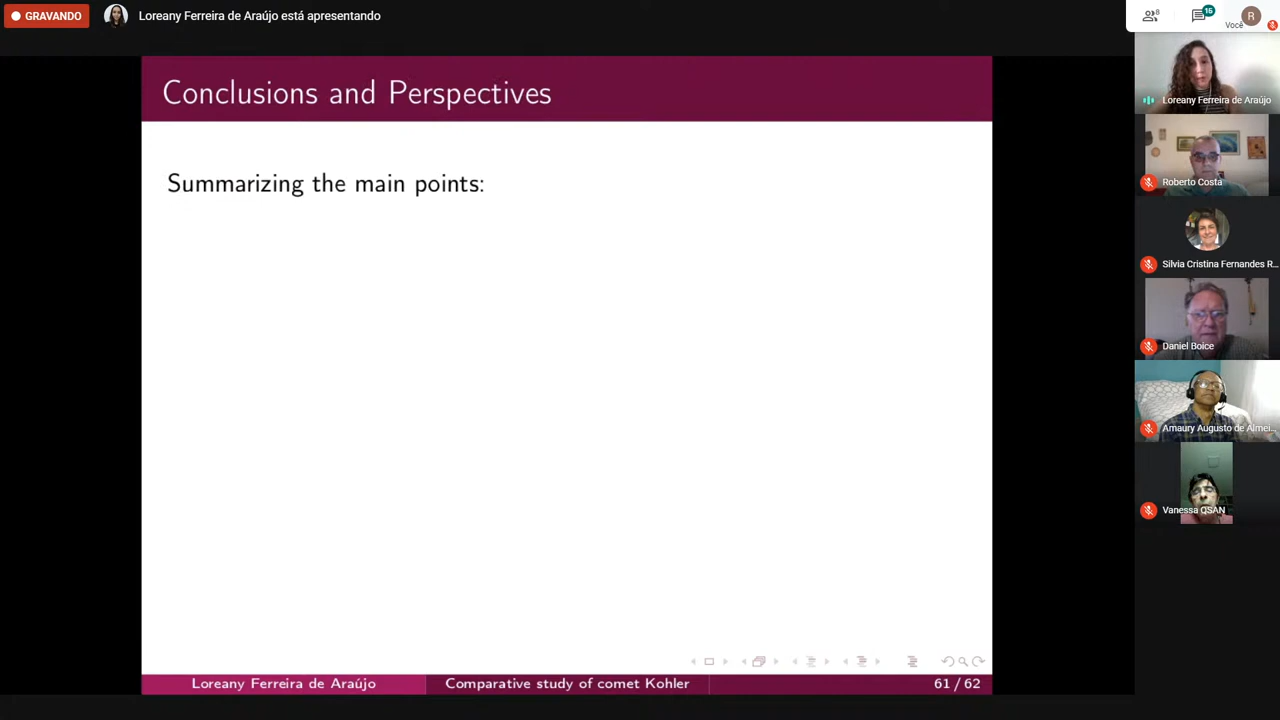 GRAVANDO
Loreany Ferreira de Araújo está apresentando
8
16
R
Você
Conclusions and Perspectives
Summarizing the main points:
Loreany Ferreira de Araújo
Comparative study of comet Kohler
61 / 62
Loreany Ferreira de Araújo
Roberto Costa
Silvia Cristina Fernandes R...
Daniel Boice
Amaury Augusto de Almei...
Vanessa QSAN